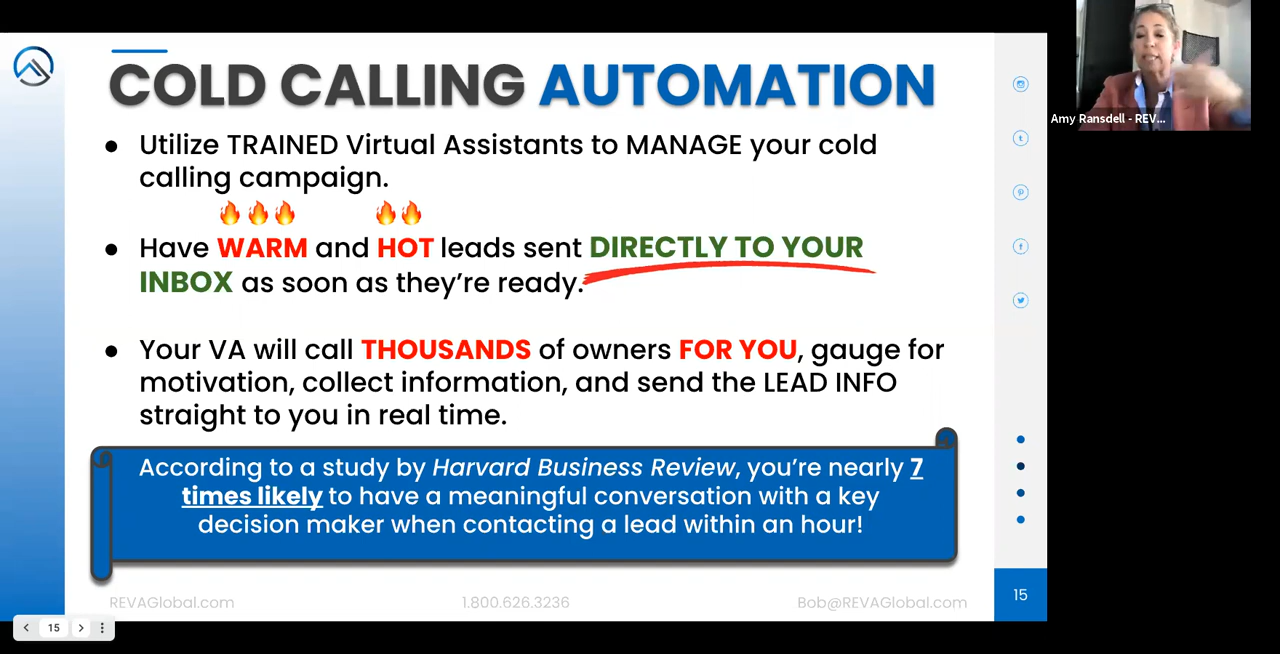 COLD CALLING AUTOMATION
● Utilize TRAINED Virtual Assistants to MANAGE your cold
calling campaign.
● Have WARM and HOT leads sent DIRECTLY TO YOUR
INBOX as soon as they’re ready.
● Your VA will call THOUSANDS of owners FOR YOU, gauge for
motivation, collect information, and send the LEAD INFO
straight to you in real time.
According to a study by Harvard Business Review, you’re nearly 7
times likely to have a meaningful conversation with a key
decision maker when contacting a lead within an hour!
REVAGlobal.com
1.800.626.3236
Bob@REVAGlobal.com
15
15
Amy Ransdell - REV...